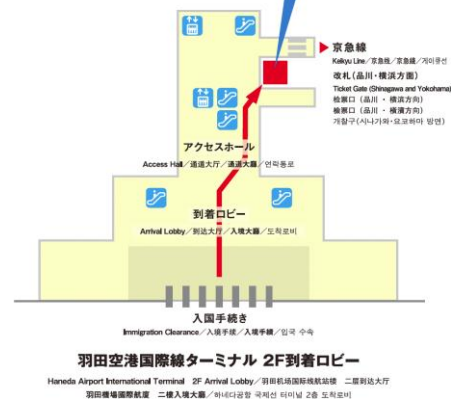 京急線
Keikyu Line／京急线／京急線／게이큐선
改札（品川・横浜方面）
Ticket Gate (Shinagawa and Yokohama)
检票口（品川・横滨方向）
検票口（品川・橫濱方向）
개찰구(시나가와・요코하마 방면)
アクセスホール
Access Hall／通道大厅／通道大廳／연락통로
到着ロビー
Arrival Lobby／到达大厅／入境大廳／도착로비
入国手続き
Immigration Clearance／入境手续／入境手續／입국 수속
羽田空港国際線ターミナル 2F到着ロビー
Haneda Airport International Terminal 2F Arrival Lobby／羽田机场国际线航站楼 二层到达大厅
羽田機場國際航廈 二樓入境大廳／하네다공항 국제선 터미널 2층 도착로비